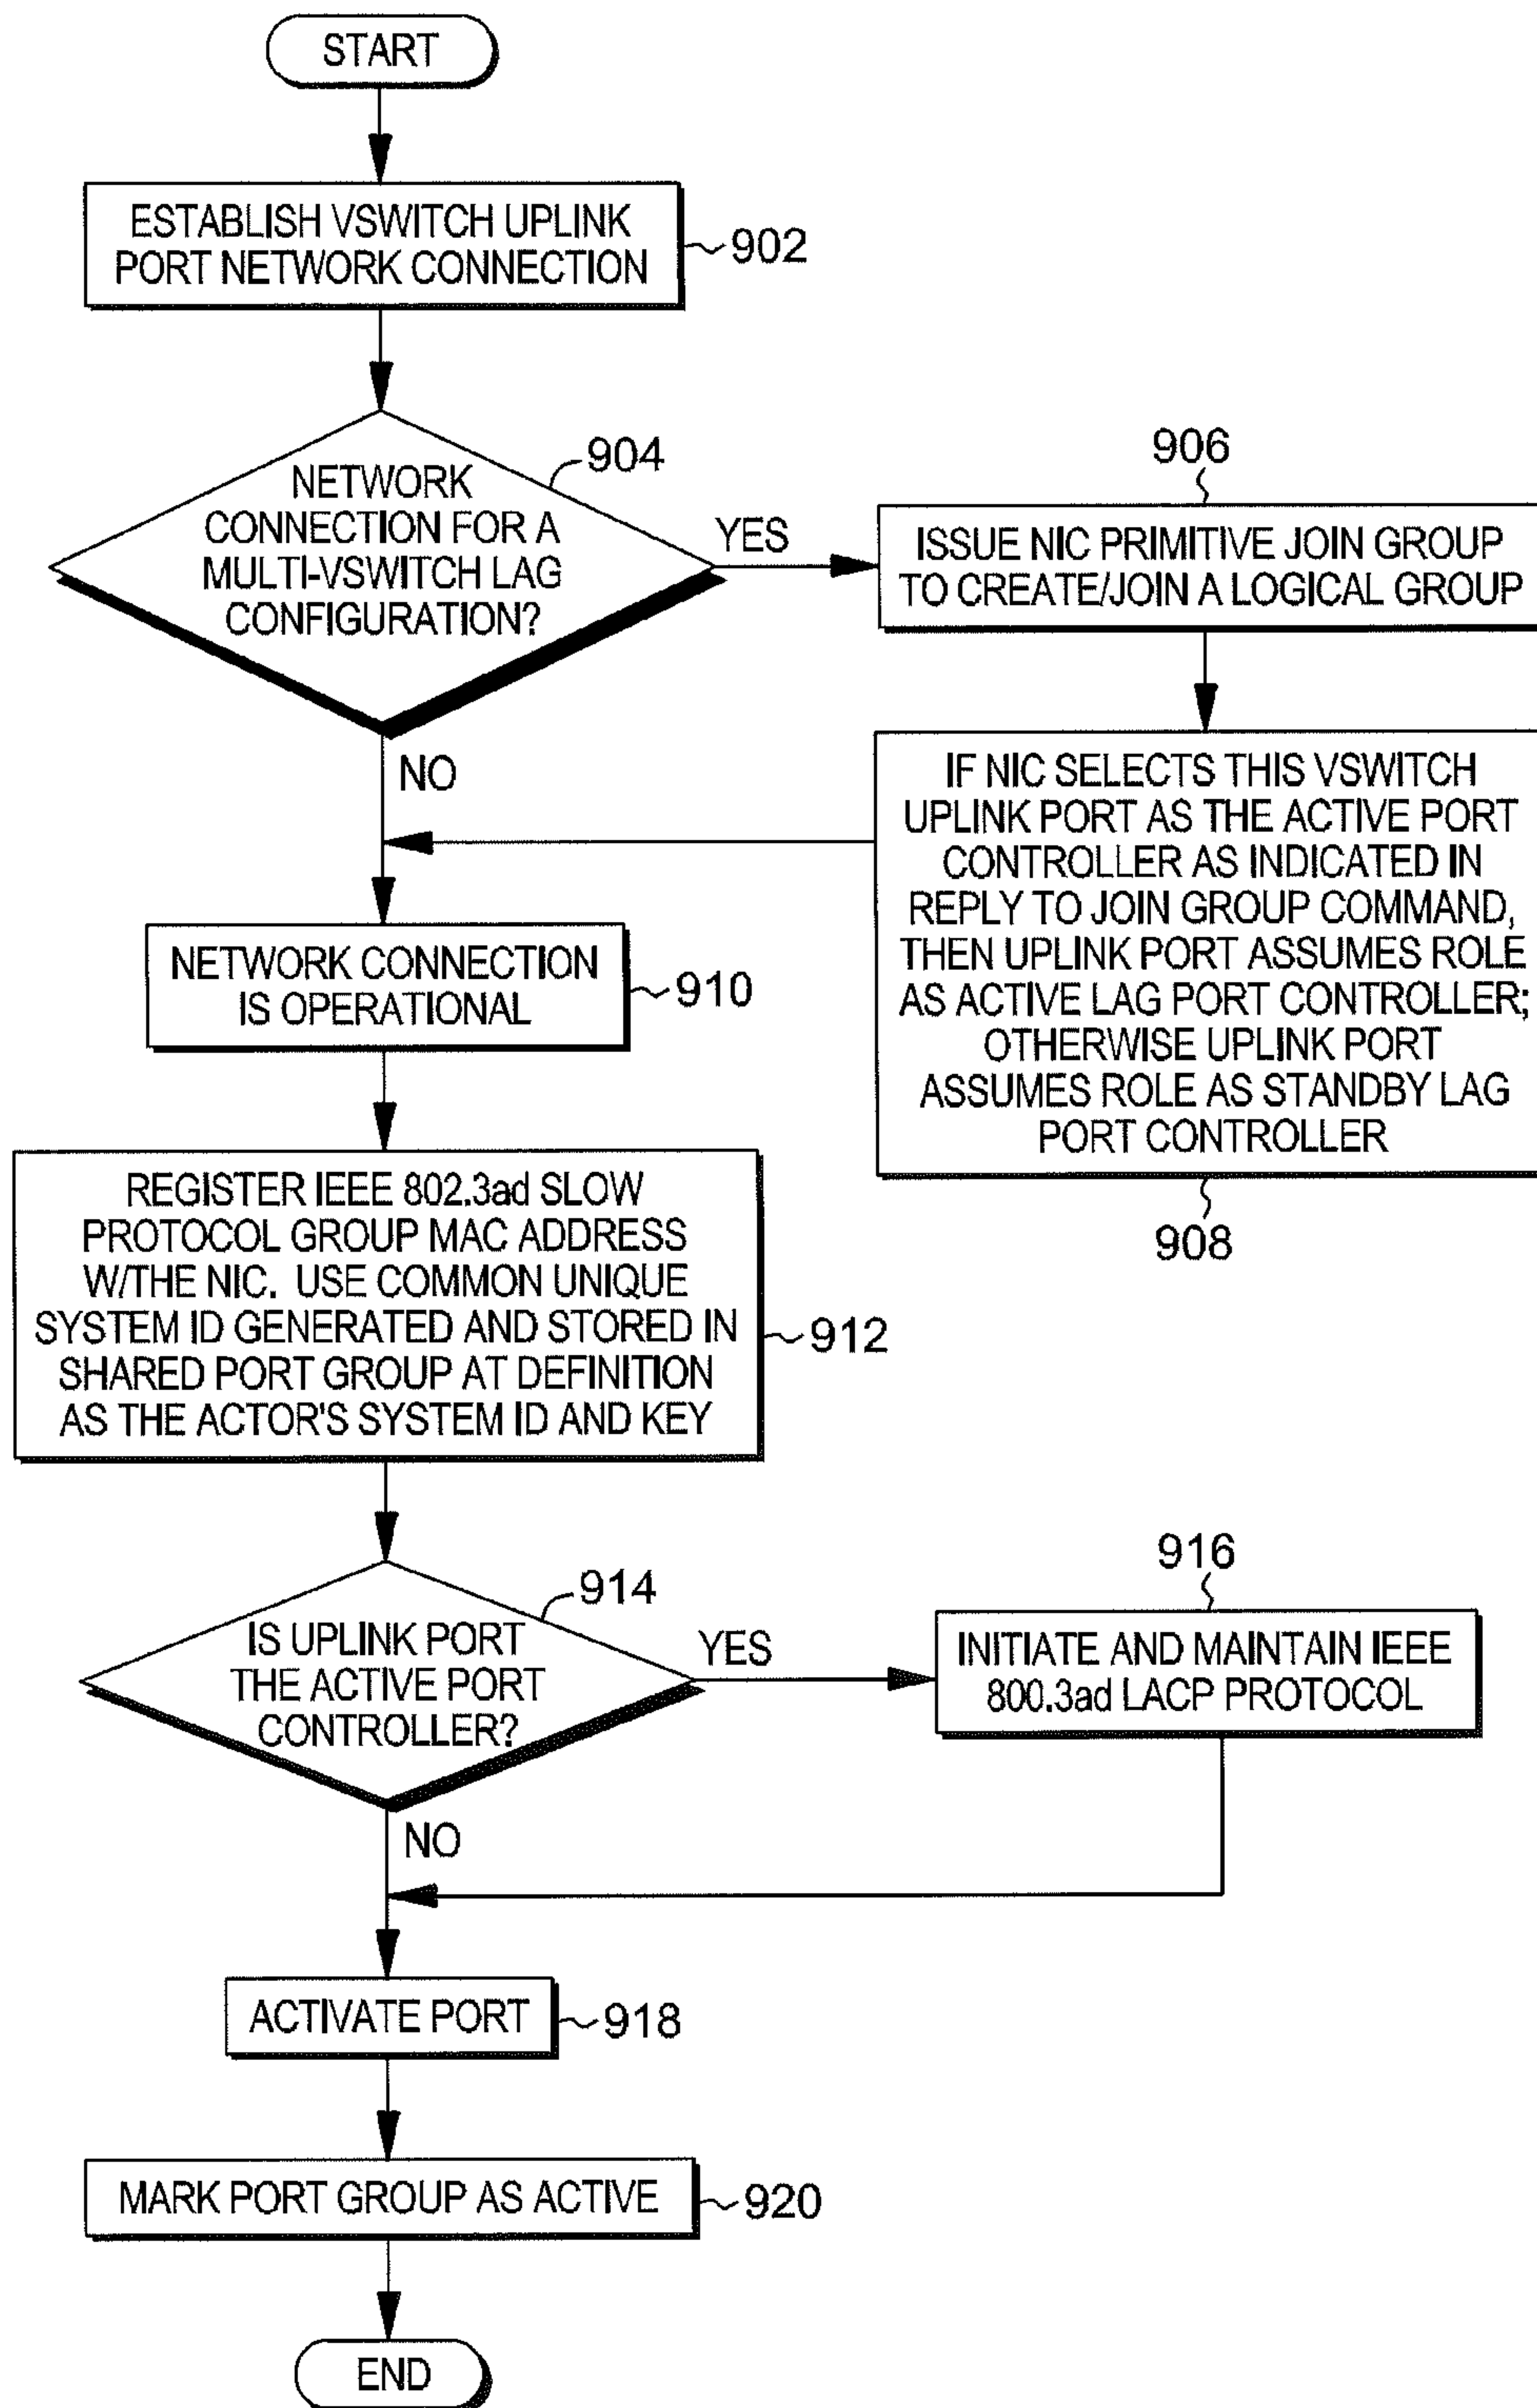 START
ESTABLISH VSWITCH UPLINK
PORT NETWORK CONNECTION
902
NETWORK
CONNECTION FOR A
MULTI-VSWITCH LAG
CONFIGURATION?
904
YES
NO
906
ISSUE NIC PRIMITIVE JOIN GROUP
TO CREATE/JOIN A LOGICAL GROUP
IF NIC SELECTS THIS VSWITCH
UPLINK PORT AS THE ACTIVE PORT
CONTROLLER AS INDICATED IN
REPLY TO JOIN GROUP COMMAND,
THEN UPLINK PORT ASSUMES ROLE
AS ACTIVE LAG PORT CONTROLLER;
OTHERWISE UPLINK PORT
ASSUMES ROLE AS STANDBY LAG
PORT CONTROLLER
908
NETWORK CONNECTION
IS OPERATIONAL
910
REGISTER IEEE 802.3ad SLOW
PROTOCOL GROUP MAC ADDRESS
W/THE NIC. USE COMMON UNIQUE
SYSTEM ID GENERATED AND STORED IN
SHARED PORT GROUP AT DEFINITION
AS THE ACTOR'S SYSTEM ID AND KEY
912
IS UPLINK PORT
THE ACTIVE PORT
CONTROLLER?
914
YES
NO
916
INITIATE AND MAINTAIN IEEE
800.3ad LACP PROTOCOL
ACTIVATE PORT
918
MARK PORT GROUP AS ACTIVE
920
END